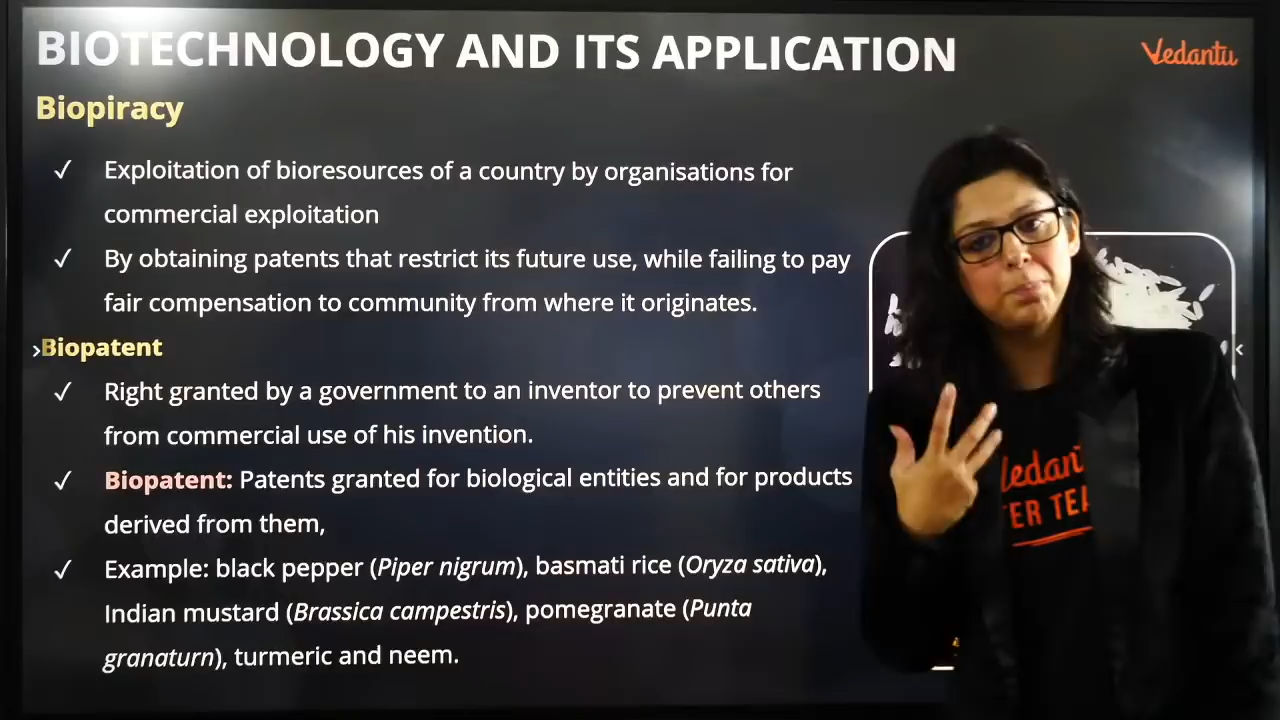 BIOTECHNOLOGY AND ITS APPLICATION
Vedantu
Biopiracy
✓ Exploitation of bioresources of a country by organisations for
commercial exploitation
✓ By obtaining patents that restrict its future use, while failing to pay
fair compensation to community from where it originates.
Biopatent
✓ Right granted by a government to an inventor to prevent others
from commercial use of his invention.
✓ Biopatent: Patents granted for biological entities and for products
derived from them,
✓ Example: black pepper (Piper nigrum), basmati rice (Oryza sativa),
Indian mustard (Brassica campestris), pomegranate (Punta
granaturn), turmeric and neem.